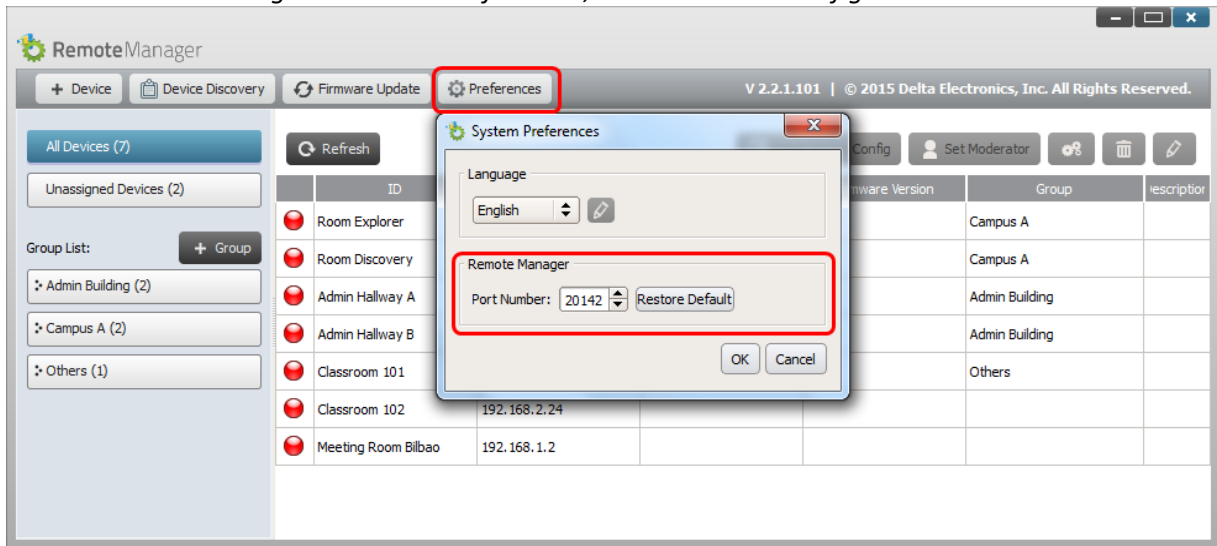 RemoteManager
+ Device Device Discovery Firmware Update Preferences V 2.2.1.101 | © 2015 Delta Electronics, Inc. All Rights Reserved.
All Devices (7)
Unassigned Devices (2)
Group List: + Group
Admin Building (2)
Campus A (2)
Others (1)
Refresh Config Set Moderator
ID Group
Room Explorer Campus A
Room Discovery Campus A
Admin Hallway A Admin Building
Admin Hallway B Admin Building
Classroom 101 Others
Classroom 102 192.168.2.24
Meeting Room Bilbao 192.168.1.2
System Preferences
Language
English
Remote Manager
Port Number: 20142 Restore Default
OK Cancel